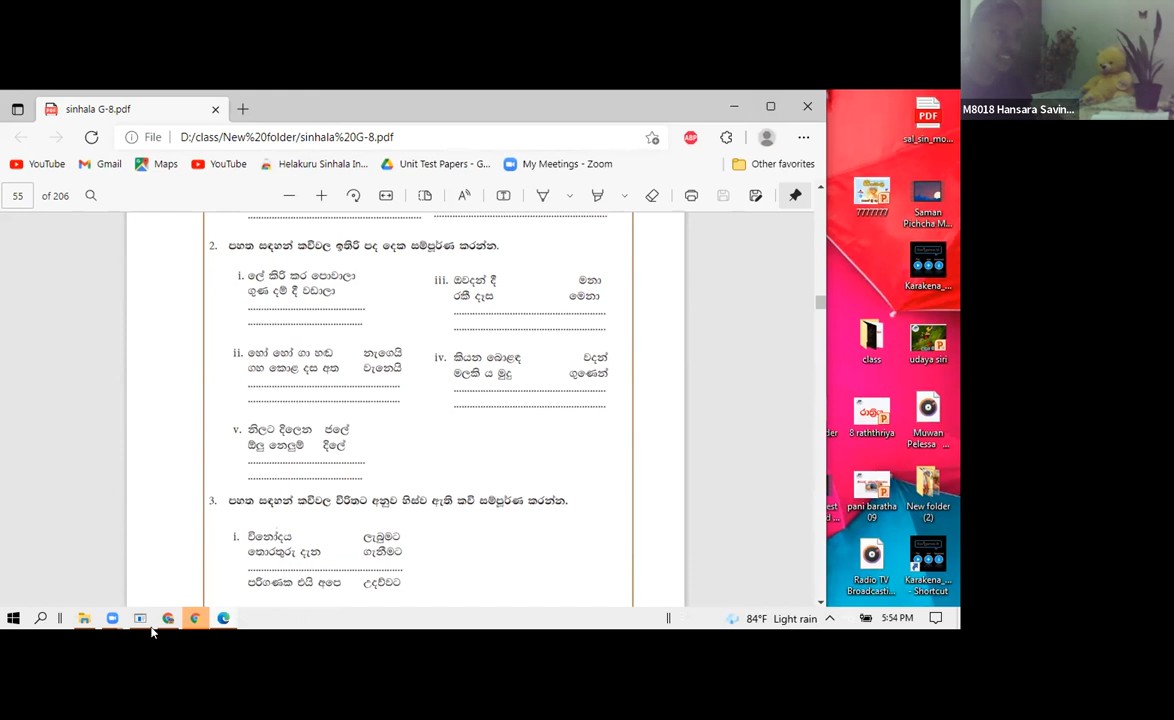 M8018 Hansara Savin...
sinhala G-8.pdf
File D:/class/New%20folder/sinhala%20G-8.pdf
YouTube Gmail Maps YouTube Helakuru Sinhala In... Unit Test Papers - G... My Meetings - Zoom Other favorites
55 of 206
2. පහත සඳහන් කවිවල ඉතිරි පද දෙක සම්පූර්ණ කරන්න.
i. ලේ කිරි කර පොවාලා
ගුණ දම් දී වඩාලා
iii. ඔවදන් දී මනා
රකී දෑස මෙනා
ii. හෝ හෝ ගා හඬ නැගෙයි
ගහ කොළ දස අත වැනෙයි
iv. කියන බොළඳ වදන්
මලකි ය මුදු ගුණෙන්
v. නිලට දිලෙන ජලේ
ඕලු නෙලුම් දිලේ
3. පහත සඳහන් කවිවල විරිතට අනුව හිස්ව ඇති කවි සම්පූර්ණ කරන්න.
i. විනෝදය ලැබුමට
තොරතුරු දැන ගැනීමට
පරිගණක එයි අපෙ උදව්වට
sal_sin_mo...
7777777
Saman Pichcha M...
Karakena_...
class
udaya siri
8 raththriya
Muwan Pelessa ...
pani baratha 09
New folder (2)
Radio TV Broadcasti...
Karakena_... - Shortcut
84°F Light rain 5:54 PM